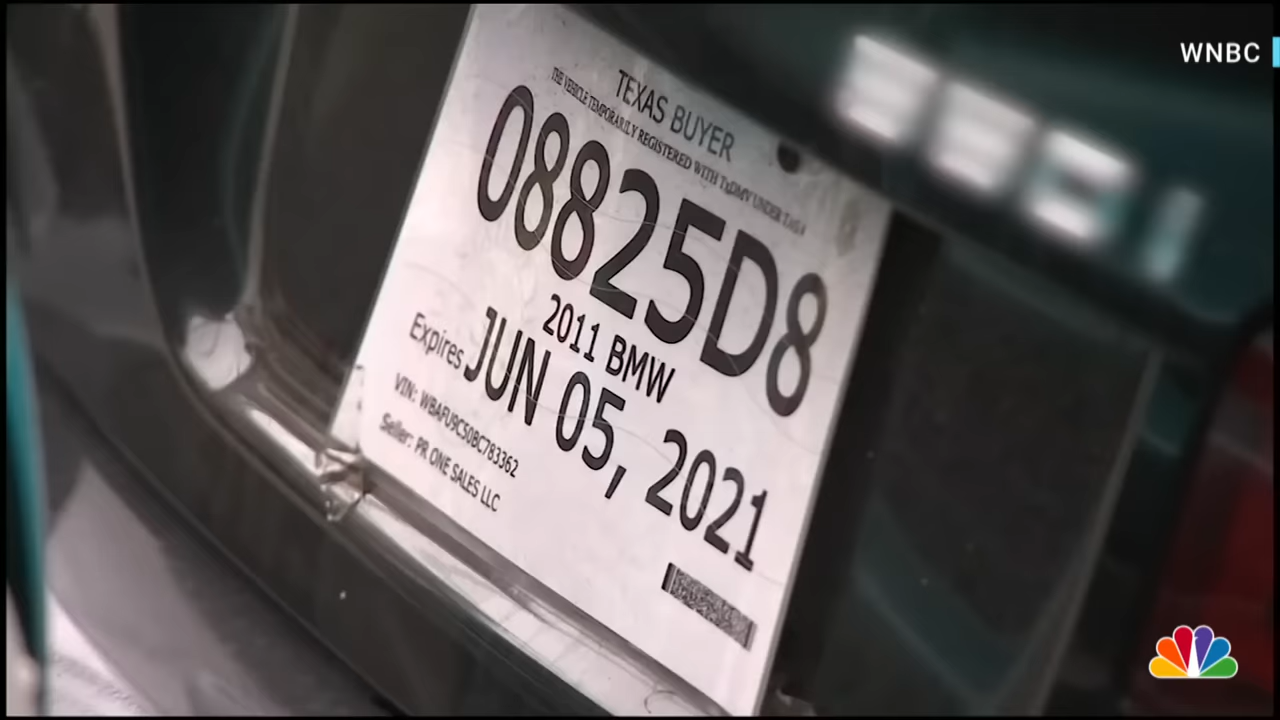 WNBC
TEXAS BUYER
THE VEHICLE TEMPORARILY REGISTERED WITH TxDMV UNDER
08825D8
2011 BMW
Expires JUN 05, 2021
VIN: WBAFU9C50BC783362
Seller: PR ONE SALES LLC